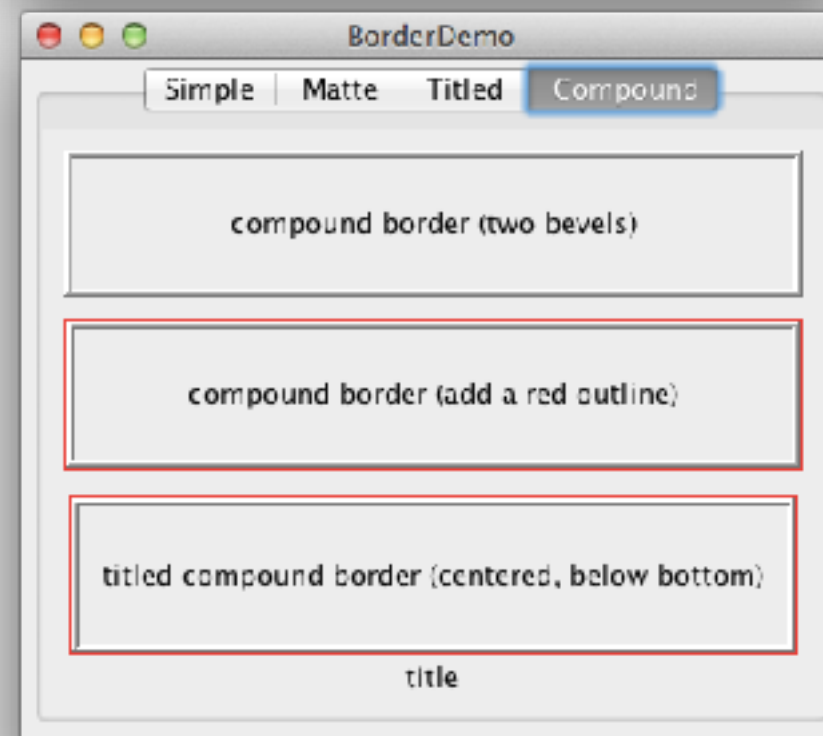 BorderDemo
Simple Matte Titled Compound
compound border (two bevels)
compound border (add a red outline)
titled compound border (centered, below bottom)
title